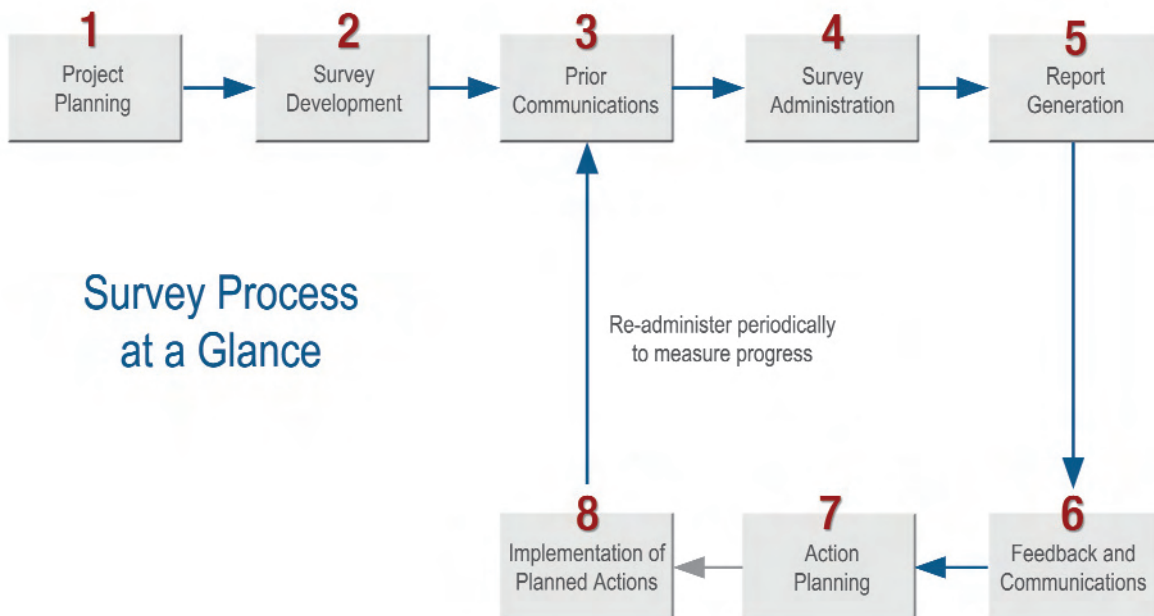 1
Project
Planning
2
Survey
Development
3
Prior
Communications
4
Survey
Administration
5
Report
Generation
Survey Process
at a Glance
Re-administer periodically
to measure progress
8
Implementation of
Planned Actions
7
Action
Planning
6
Feedback and
Communications